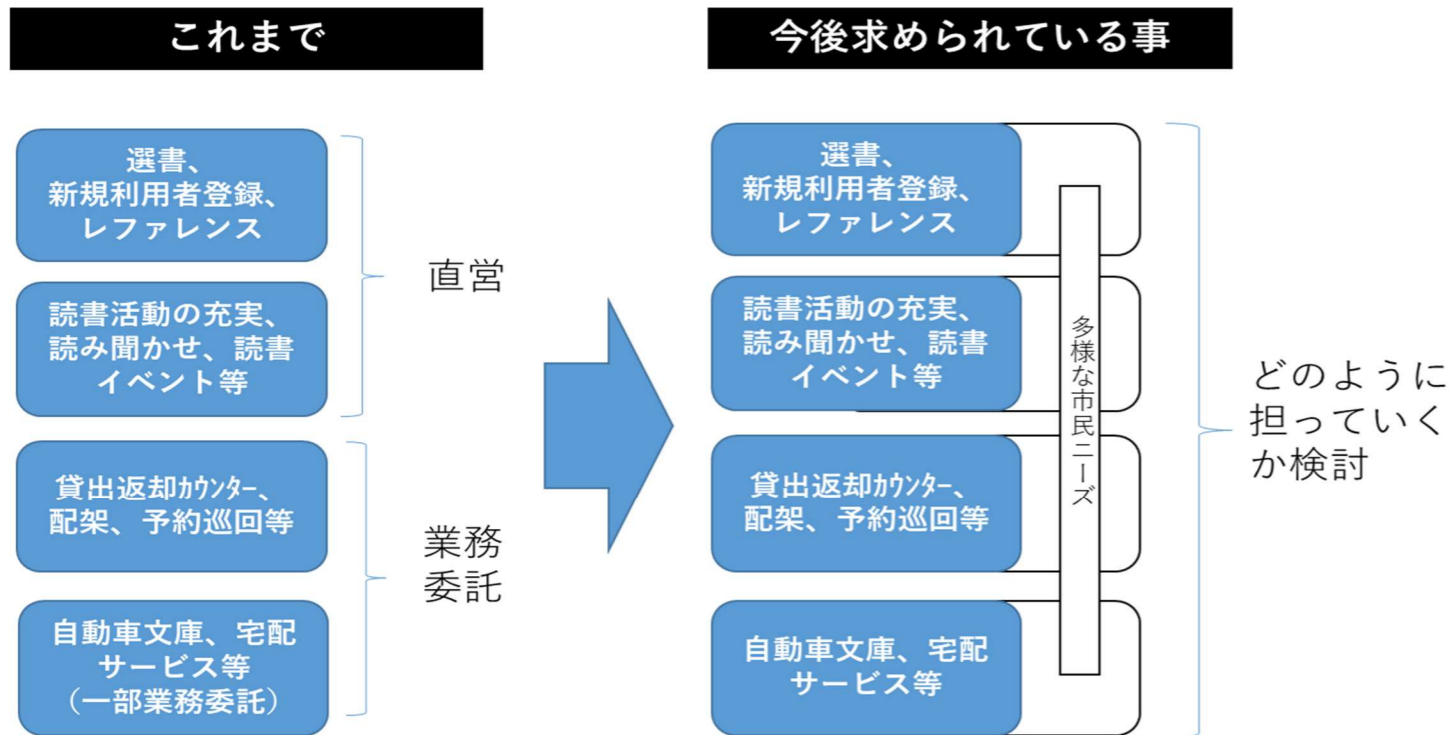 これまで
選書、
新規利用者登録、
レファレンス
読書活動の充実、
読み聞かせ、読書
イベント等
直営
貸出返却ｶｳﾝﾀｰ、
配架、予約巡回等
自動車文庫、宅配
サービス等
（一部業務委託）
業務
委託
今後求められている事
選書、
新規利用者登録、
レファレンス
読書活動の充実、
読み聞かせ、読書
イベント等
貸出返却ｶｳﾝﾀｰ、
配架、予約巡回等
自動車文庫、宅配
サービス等
多様な市民ニーズ
どのように
担っていく
か検討